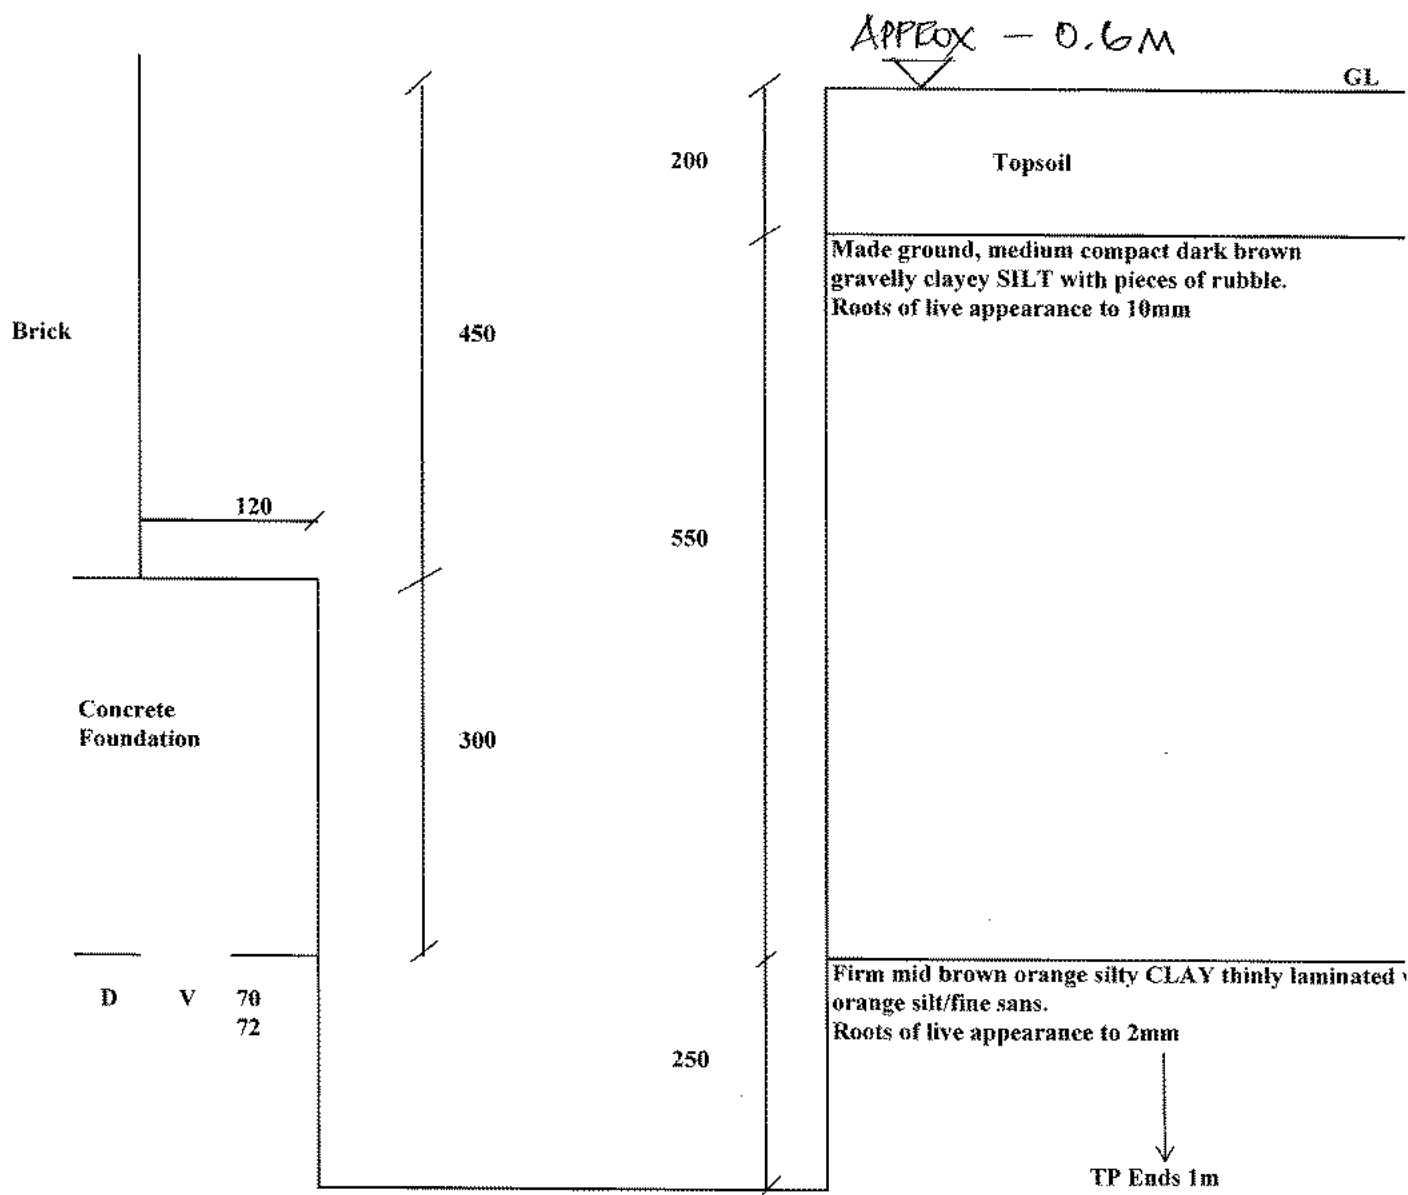 APPROX - 0.6M
GL
200
Topsoil
Made ground, medium compact dark brown
gravelly clayey SILT with pieces of rubble.
Roots of live appearance to 10mm
Brick
450
120
550
Concrete
Foundation
300
Firm mid brown orange silty CLAY thinly laminated
orange silt/fine sans.
Roots of live appearance to 2mm
D V 70
72
250
TP Ends 1m